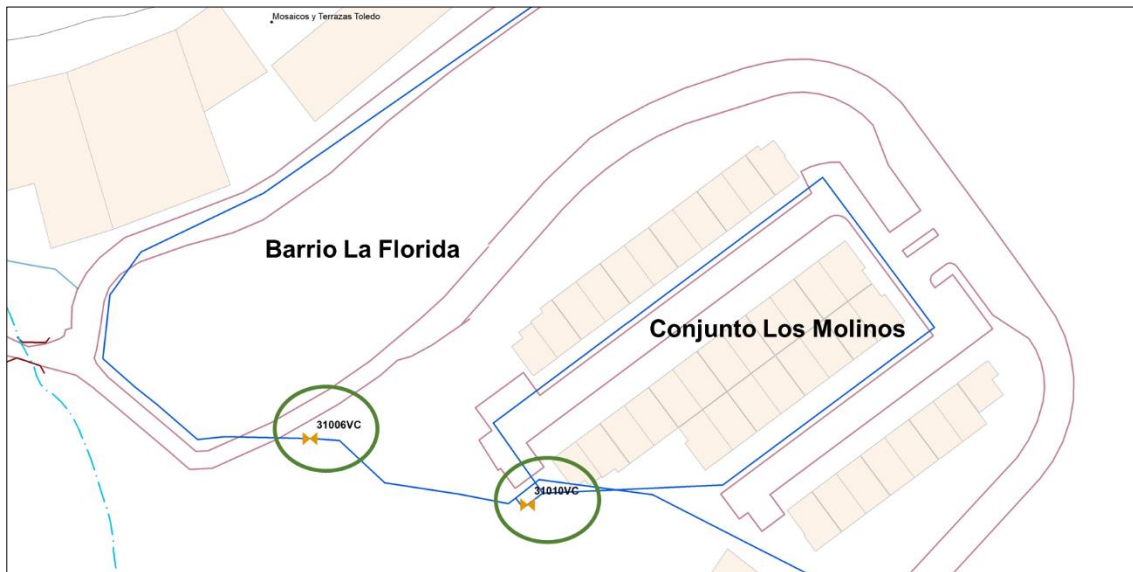 Mosaicos y Terrazas Toledo
Barrio La Florida
Conjunto Los Molinos
31006VC
31010VC